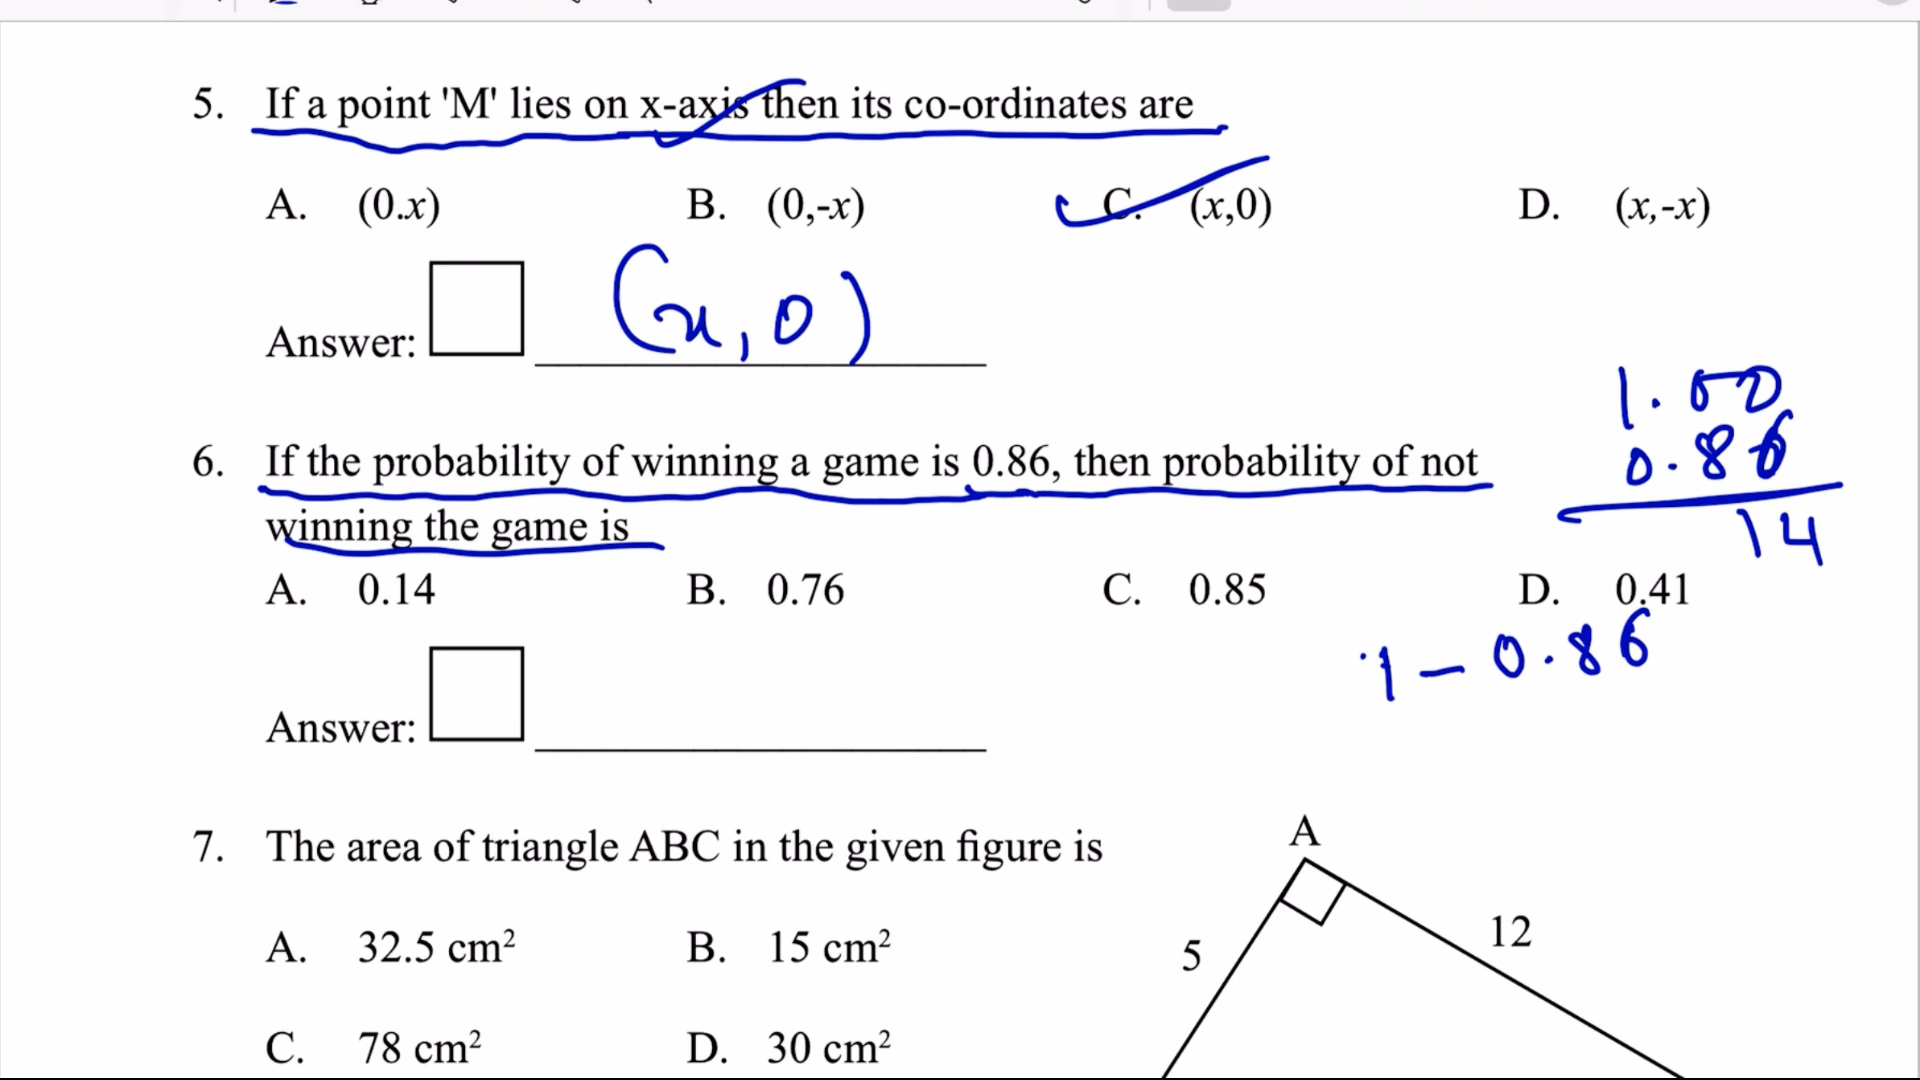 5. If a point 'M' lies on x-axis then its co-ordinates are
A. (0.x) B. (0,-x) C. (x,0) D. (x,-x)
Answer: (x,0)
1.00
0.86
14
6. If the probability of winning a game is 0.86, then probability of not
winning the game is
A. 0.14 B. 0.76 C. 0.85 D. 0.41
1 - 0.86
Answer:
7. The area of triangle ABC in the given figure is
A
5
12
A. 32.5 cm² B. 15 cm²
C. 78 cm² D. 30 cm²